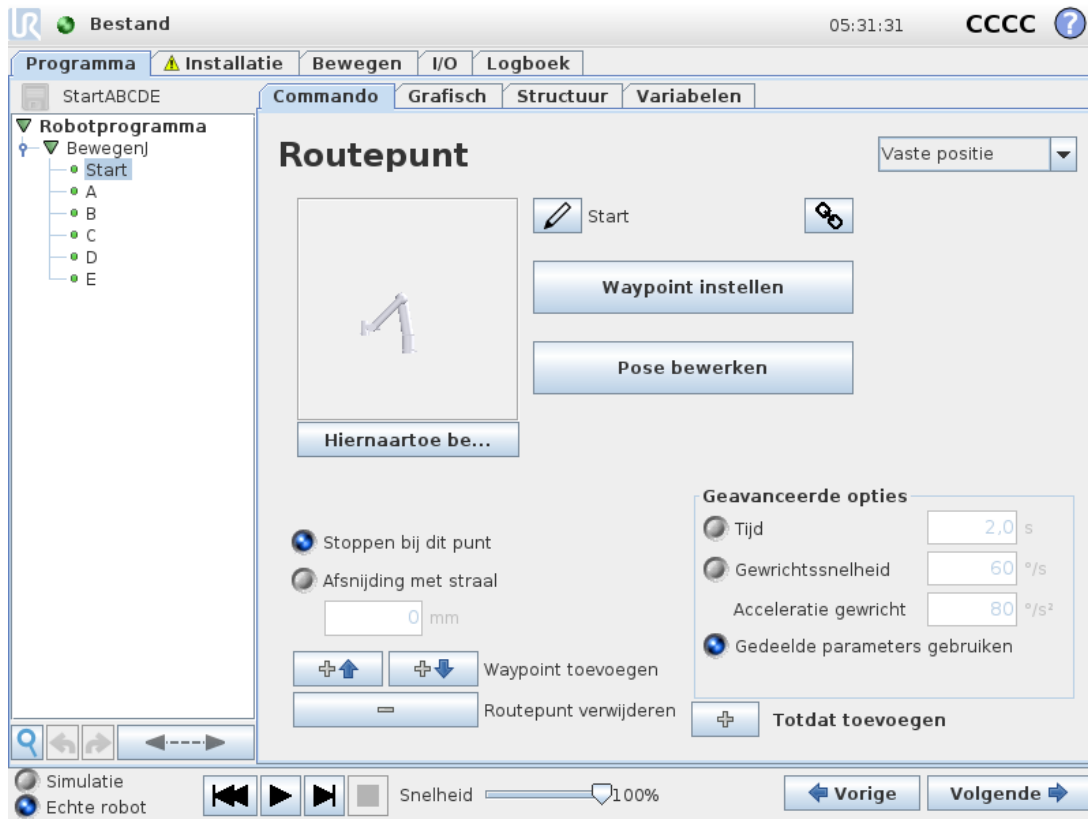 UR Bestand 05:31:31 CCCC ?
Programma Installatie Bewegen I/O Logboek
StartABCDE
Commando Grafisch Structuur Variabelen
Robotprogramma
BewegenJ
Start
A
B
C
D
E
Routepunt
Vaste positie
Start
Waypoint instellen
Pose bewerken
Hiernaartoe be...
Stoppen bij dit punt
Afsnijding met straal
0 mm
Waypoint toevoegen
Routepunt verwijderen
Geavanceerde opties
Tijd 2,0 s
Gewrichtssnelheid 60 °/s
Acceleratie gewricht 80 °/s²
Gedeelde parameters gebruiken
Totdat toevoegen
Simulatie
Echte robot
Snelheid 100%
Vorige
Volgende